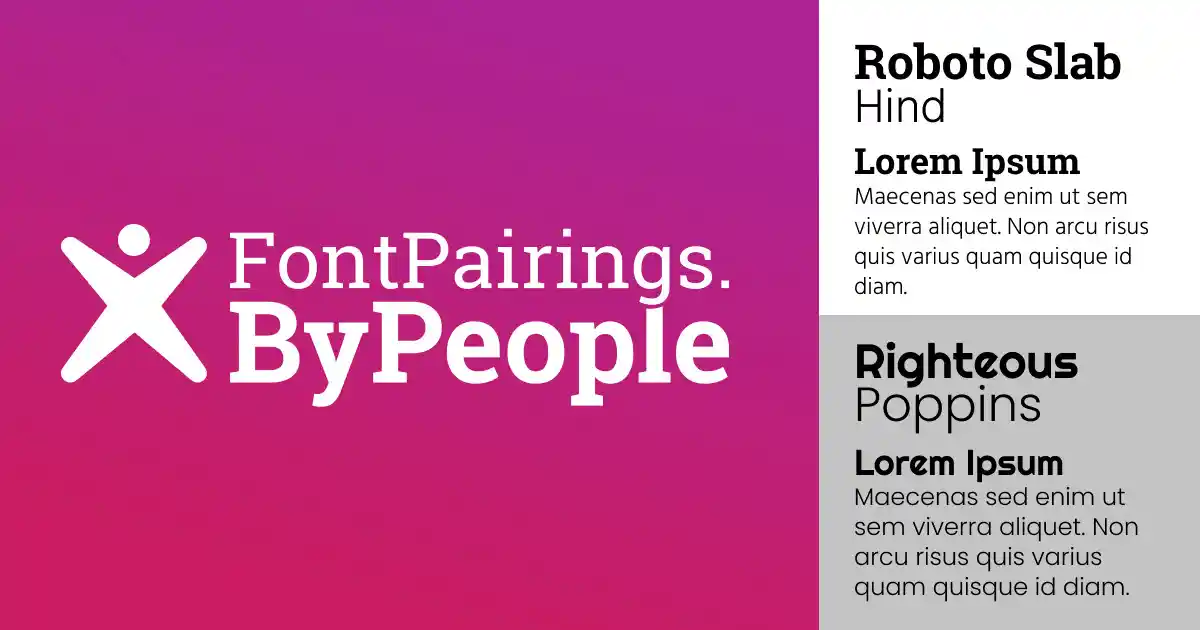 FontPairings.
ByPeople
Roboto Slab
Hind
Lorem Ipsum
Maecenas sed enim ut sem
viverra aliquet. Non arcu risus
quis varius quam quisque id
diam.
Righteous
Poppins
Lorem Ipsum
Maecenas sed enim ut
sem viverra aliquet. Non
arcu risus quis varius
quam quisque id diam.